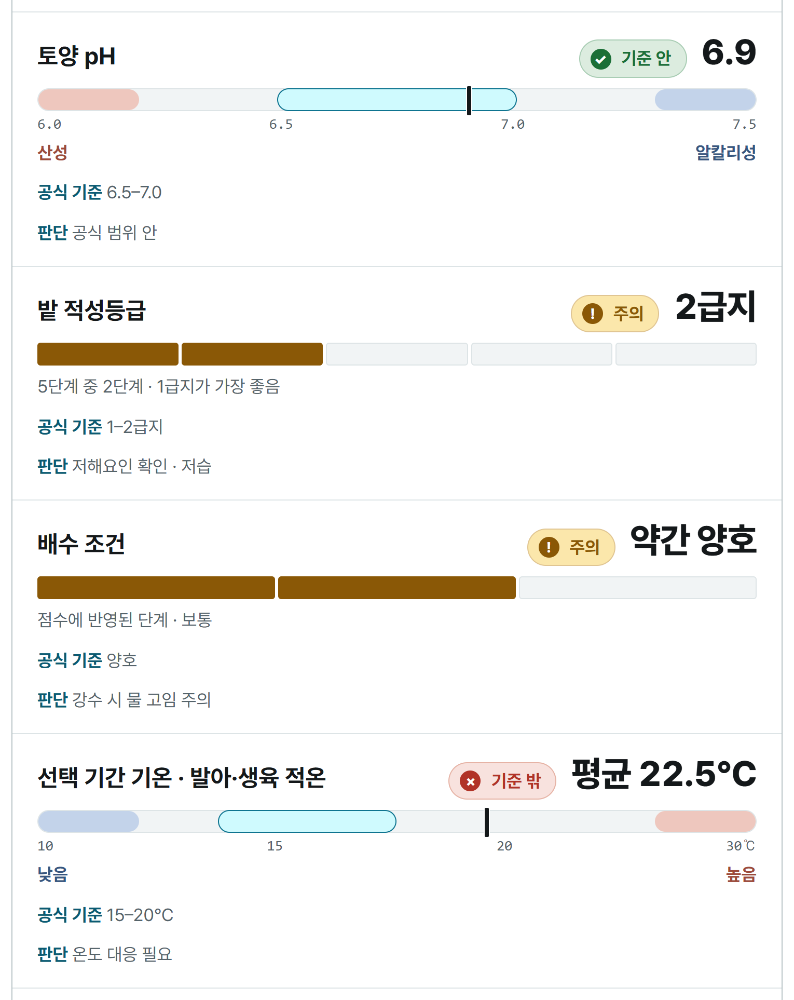 토양 pH
기준 안 6.9
6.0 6.5 7.0 7.5
산성 알칼리성
공식 기준 6.5–7.0
판단 공식 범위 안
밭 적성등급
주의 2급지
5단계 중 2단계 · 1급지가 가장 좋음
공식 기준 1–2급지
판단 저해요인 확인 · 저습
배수 조건
주의 약간 양호
점수에 반영된 단계 · 보통
공식 기준 양호
판단 강수 시 물 고임 주의
선택 기간 기온 · 발아·생육 적온
기준 밖 평균 22.5°C
10 15 20 30℃
낮음 높음
공식 기준 15–20°C
판단 온도 대응 필요